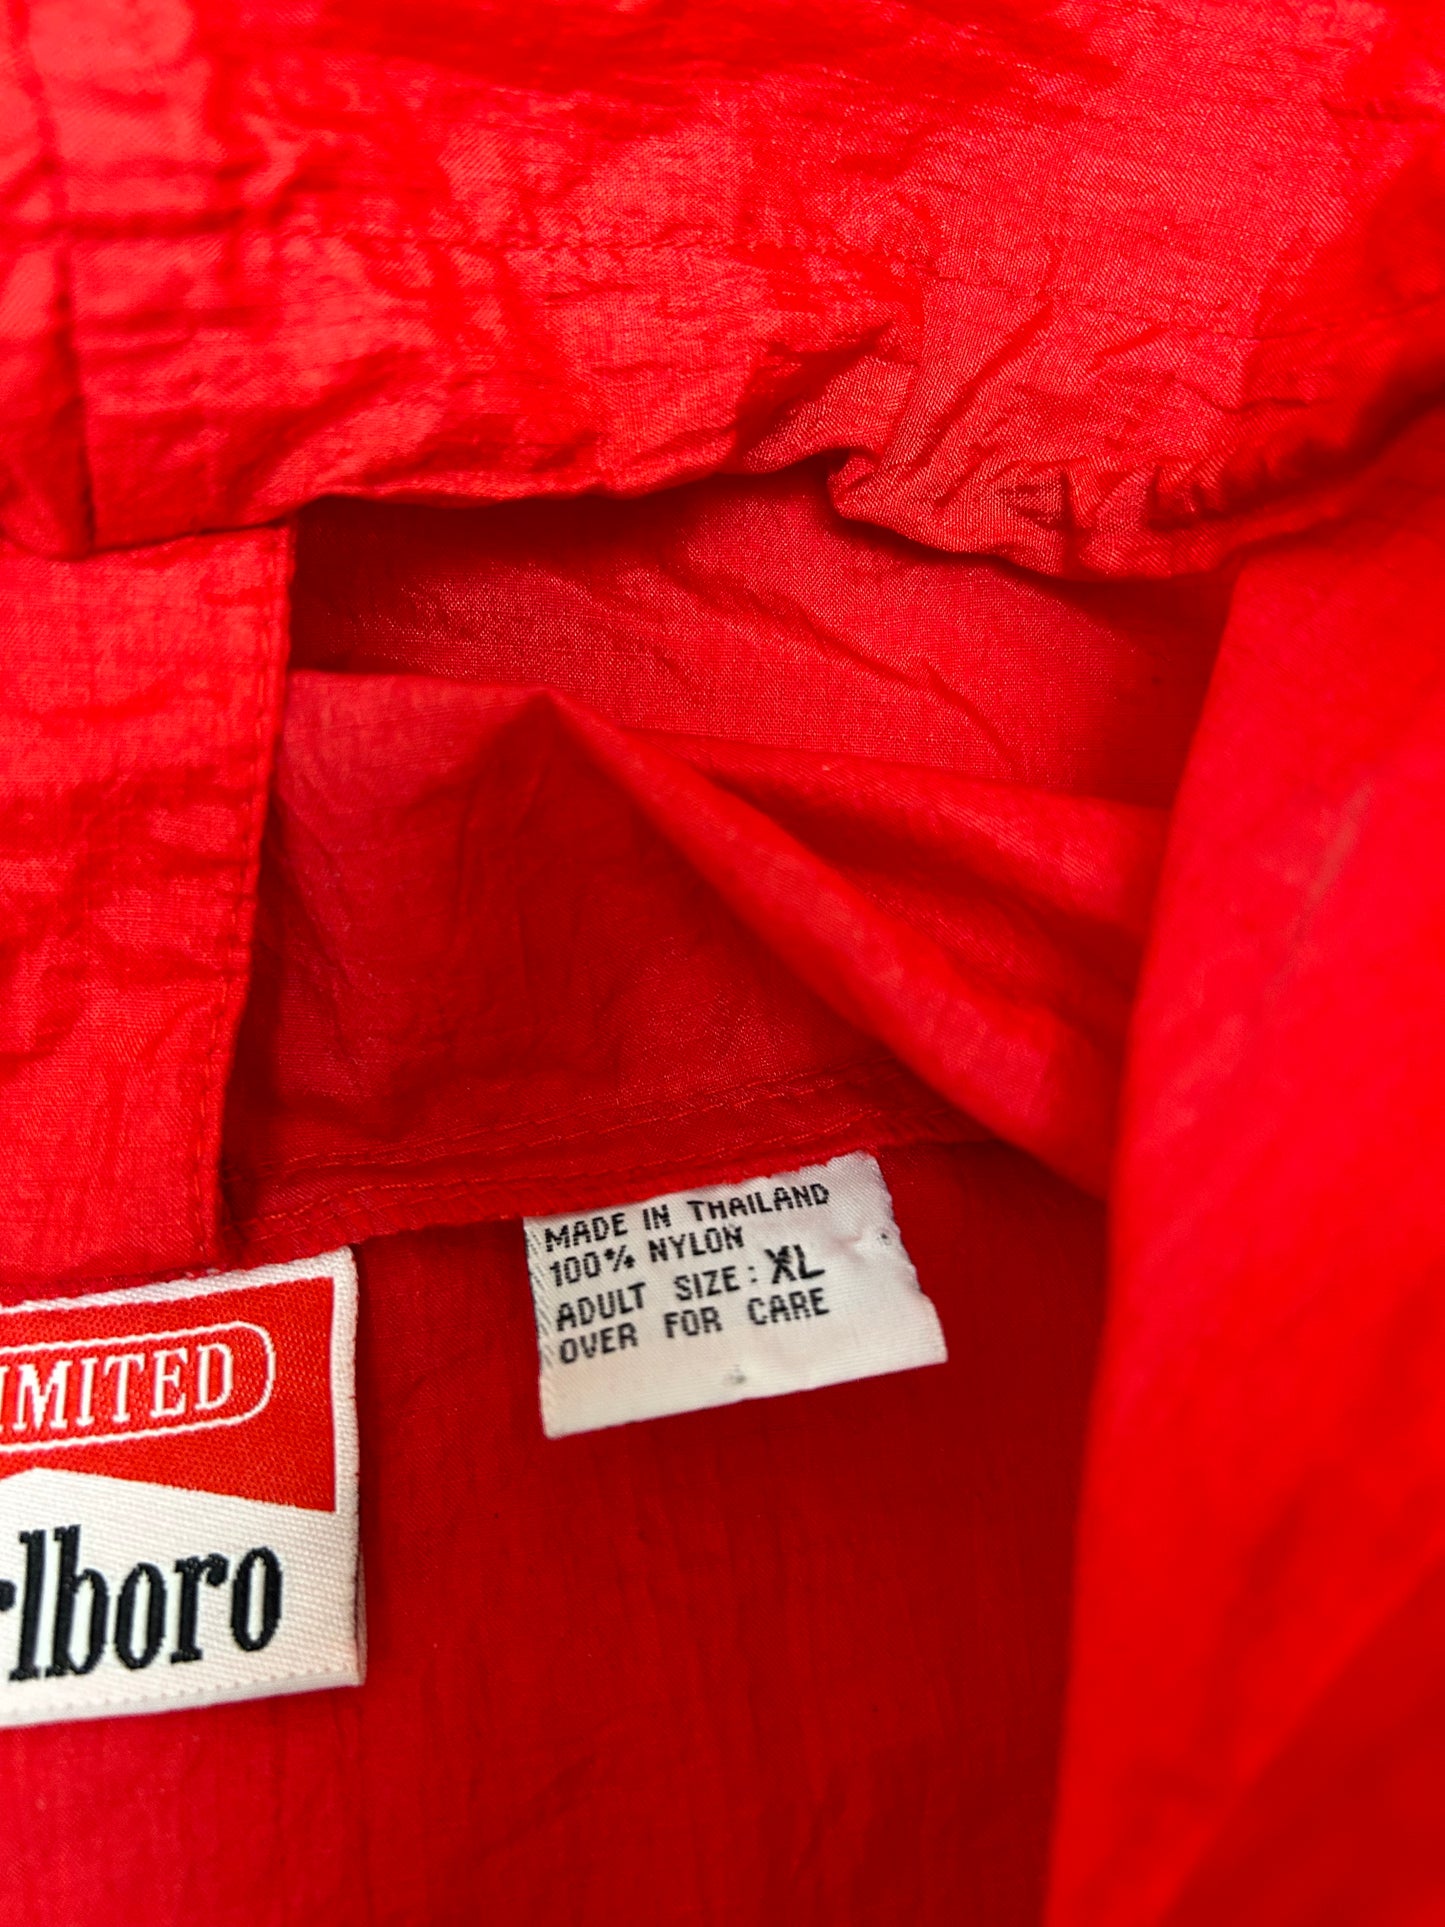 MADE IN THAILAND
100% NYLON
ADULT SIZE: XL
OVER FOR CARE
IMITED
rlboro